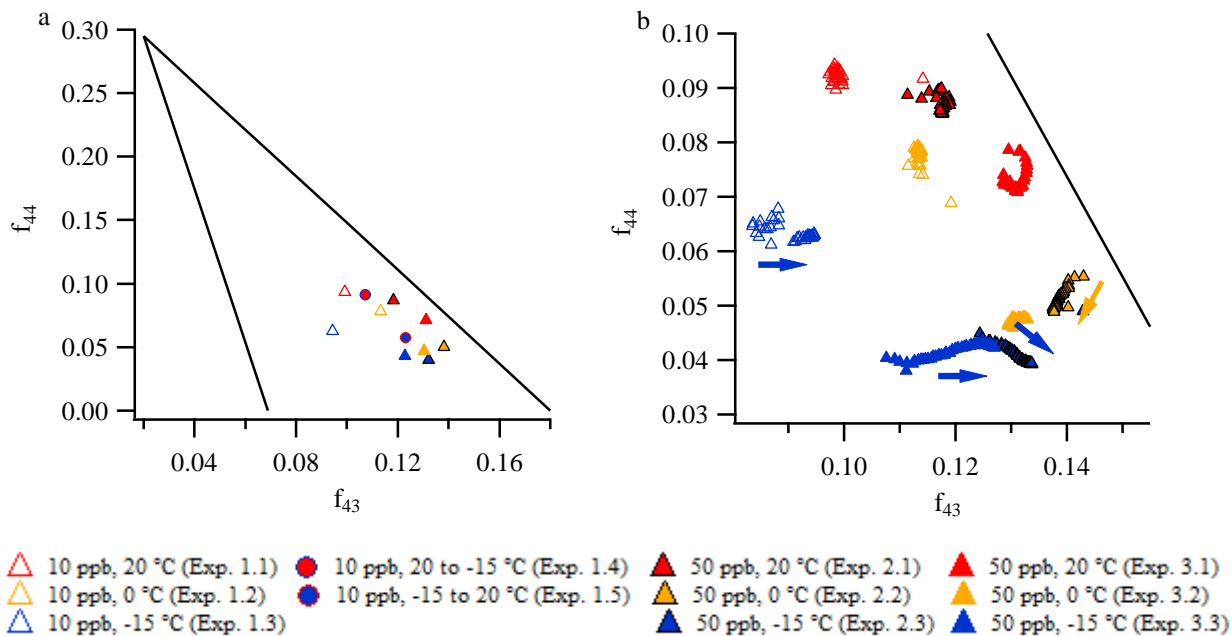 a
0.30
0.25
0.20
0.15
0.10
0.05
0.00
f44
0.04
0.08
0.12
0.16
f43
b
0.10
0.09
0.08
0.07
0.06
0.05
0.04
0.03
f44
0.10
0.12
0.14
f43
10 ppb, 20 °C (Exp. 1.1)
10 ppb, 0 °C (Exp. 1.2)
10 ppb, -15 °C (Exp. 1.3)
10 ppb, 20 to -15 °C (Exp. 1.4)
10 ppb, -15 to 20 °C (Exp. 1.5)
50 ppb, 20 °C (Exp. 2.1)
50 ppb, 0 °C (Exp. 2.2)
50 ppb, -15 °C (Exp. 2.3)
50 ppb, 20 °C (Exp. 3.1)
50 ppb, 0 °C (Exp. 3.2)
50 ppb, -15 °C (Exp. 3.3)